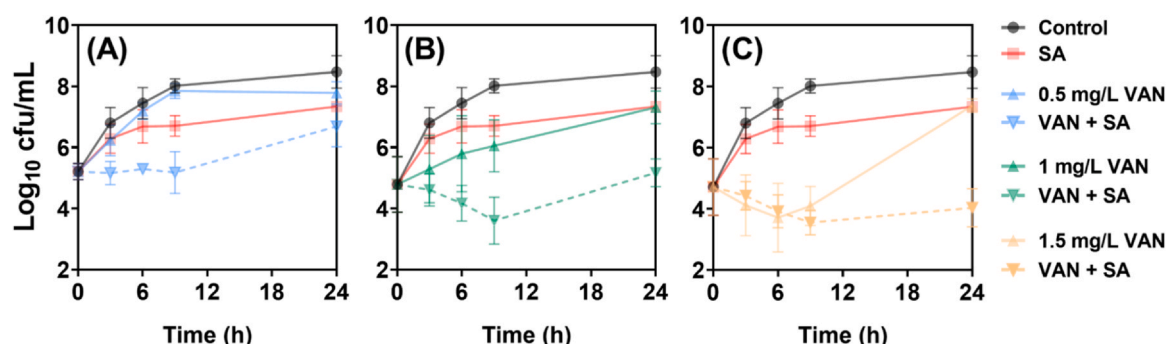 (A)
(B)
(C)
Log10 cfu/mL
10
8
6
4
2
0
6
12
18
24
Time (h)
10
8
6
4
2
0
6
12
18
24
Time (h)
10
8
6
4
2
0
6
12
18
24
Time (h)
Control
SA
0.5 mg/L VAN
VAN + SA
1 mg/L VAN
VAN + SA
1.5 mg/L VAN
VAN + SA